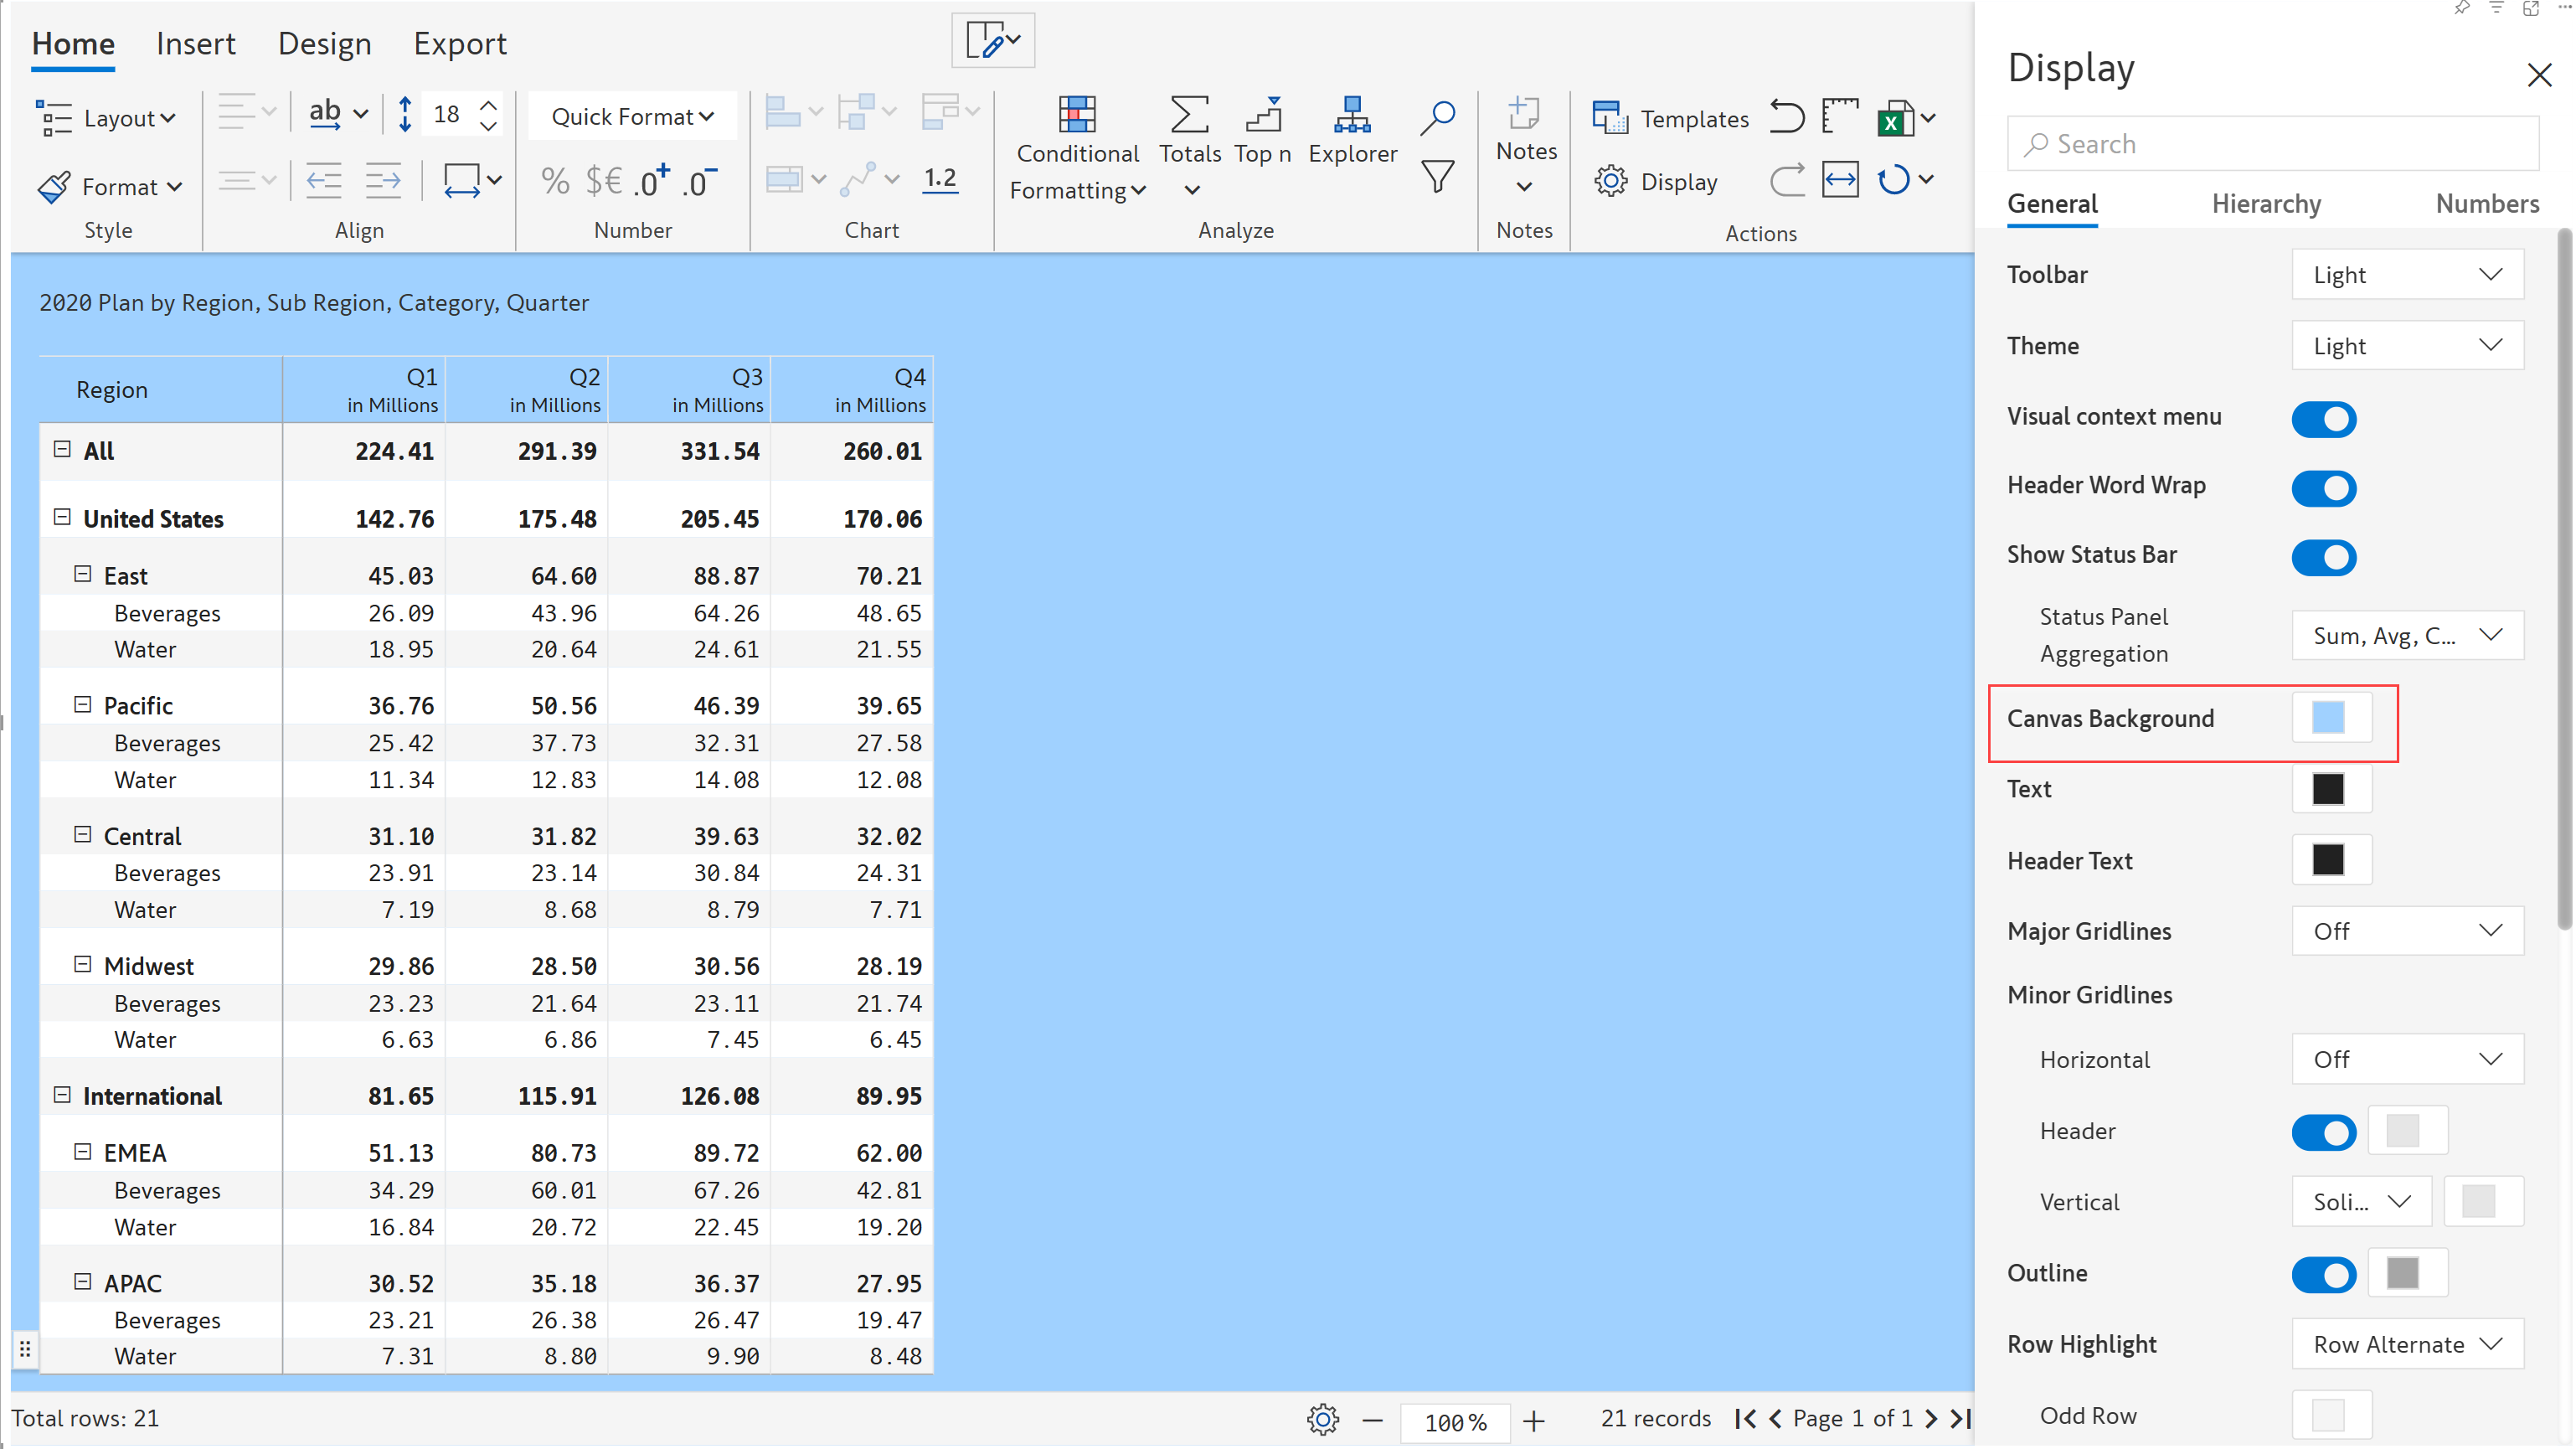 Home Insert Design Export
Layout
ab
18
Quick Format
Format
% $€ .0+ .0-
1.2
Conditional
Formatting
Totals
Top n
Explorer
Notes
Templates
Display
Style Align Number Chart Analyze Notes Actions
2020 Plan by Region, Sub Region, Category, Quarter
Region Q1 Q2 Q3 Q4
in Millions in Millions in Millions in Millions
All 224.41 291.39 331.54 260.01
United States 142.76 175.48 205.45 170.06
East 45.03 64.60 88.87 70.21
Beverages 26.09 43.96 64.26 48.65
Water 18.95 20.64 24.61 21.55
Pacific 36.76 50.56 46.39 39.65
Beverages 25.42 37.73 32.31 27.58
Water 11.34 12.83 14.08 12.08
Central 31.10 31.82 39.63 32.02
Beverages 23.91 23.14 30.84 24.31
Water 7.19 8.68 8.79 7.71
Midwest 29.86 28.50 30.56 28.19
Beverages 23.23 21.64 23.11 21.74
Water 6.63 6.86 7.45 6.45
International 81.65 115.91 126.08 89.95
EMEA 51.13 80.73 89.72 62.00
Beverages 34.29 60.01 67.26 42.81
Water 16.84 20.72 22.45 19.20
APAC 30.52 35.18 36.37 27.95
Beverages 23.21 26.38 26.47 19.47
Water 7.31 8.80 9.90 8.48
Total rows: 21
100%
21 records
Page 1 of 1
Display
Search
General Hierarchy Numbers
Toolbar Light
Theme Light
Visual context menu
Header Word Wrap
Show Status Bar
Status Panel
Aggregation
Sum, Avg, C...
Canvas Background
Text
Header Text
Major Gridlines Off
Minor Gridlines
Horizontal Off
Header
Vertical Soli...
Outline
Row Highlight Row Alternate
Odd Row